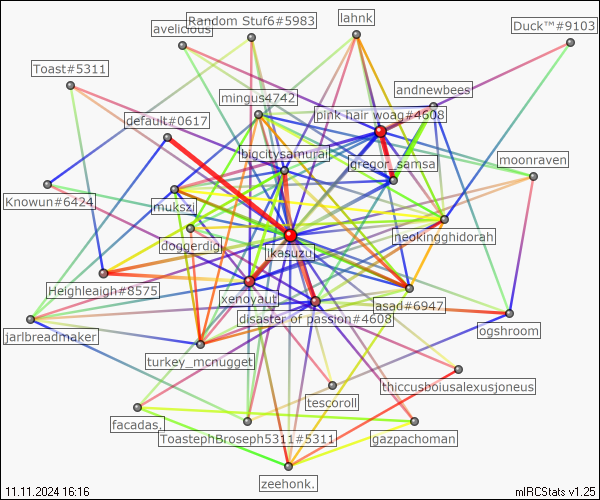 lahnk
Random Stuf6#5983
avelicious
Duck™#9103
Toast#5311
andnewbees
mingus4742
pink hair woag#4608
default#0617
bigcitysamurai
gregor_samsa
moonraven
Knowun#6424
mukszi
neokingghidorah
doggerdigi
ikasuzu
Heighleigh#8575
xenoyaut
asad#6947
disaster of passion#4608
ogshroom
jarlbreadmaker
turkey_mcnugget
thiccusboiusalexusjoneus
tescoroll
facadas,
ToastephBroseph5311#5311
gazpachoman
zeehonk.
11.11.2024 16:16
mIRCStats v1.25